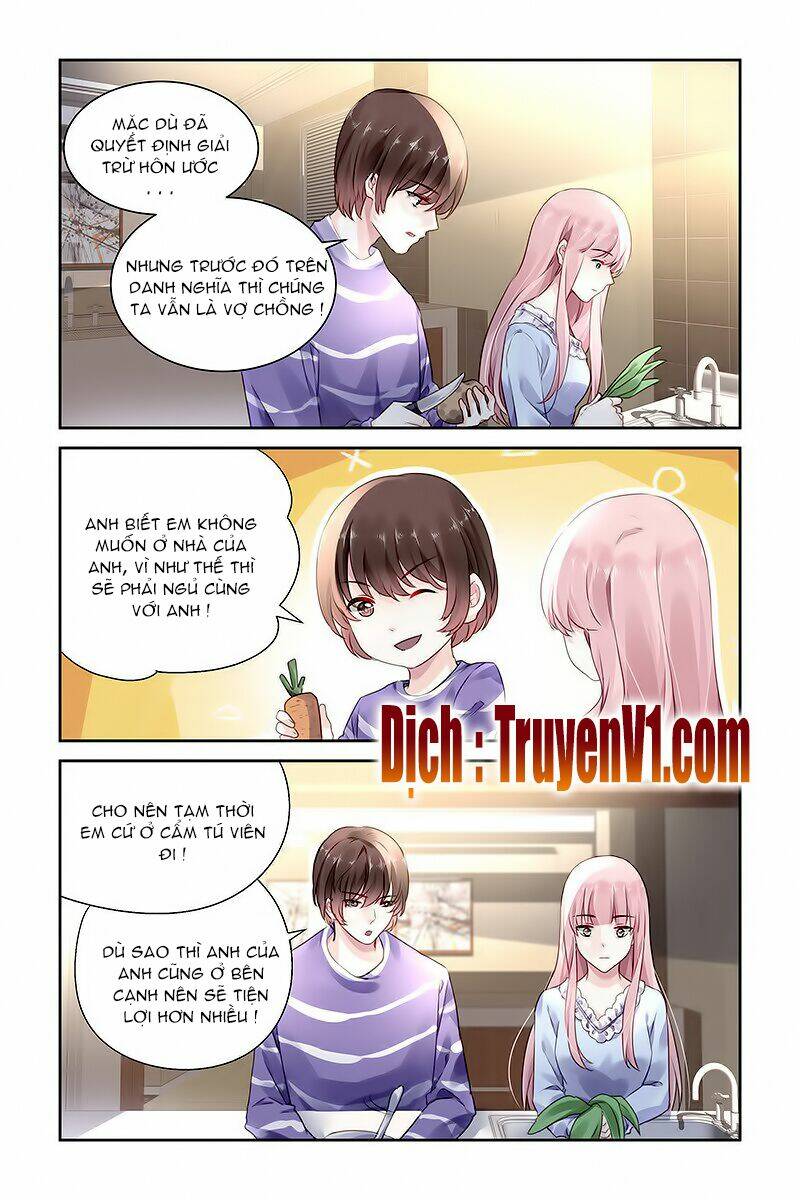 MẶC DÙ ĐÃ
QUYẾT ĐỊNH GIẢI
TRỪ HÔN ƯỚC
. . .
NHƯNG TRƯỚC ĐÓ TRÊN
DANH NGHĨA THÌ CHÚNG
TA VẪN LÀ VỢ CHỒNG !
ANH BIẾT EM KHÔNG
MUỐN Ở NHÀ CỦA
ANH, VÌ NHƯ THẾ THÌ
SẼ PHẢI NGỦ CÙNG
VỚI ANH !
Dịch : TruyenV1.com
CHO NÊN TẠM THỜI
EM CỨ Ở CẨM TÚ VIÊN
ĐI !
DÙ SAO THÌ ANH CỦA
ANH CŨNG Ở BÊN
CẠNH NÊN SẼ TIỆN
LỢI HƠN NHIỀU !